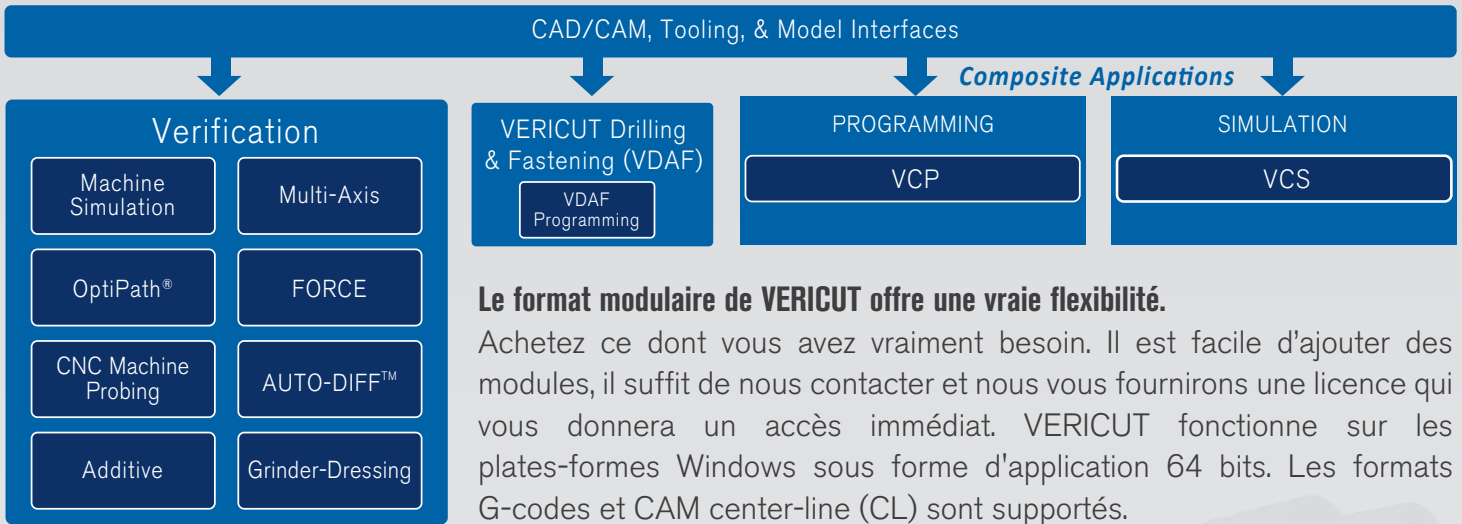 CAD/CAM, Tooling, & Model Interfaces
Composite Applications
Verification
Machine
Simulation
Multi-Axis
OptiPath®
FORCE
CNC Machine
Probing
AUTO-DIFF™
Additive
Grinder-Dressing
VERICUT Drilling
& Fastening (VDAF)
VDAF
Programming
PROGRAMMING
VCP
SIMULATION
VCS
Le format modulaire de VERICUT offre une vraie flexibilité.
Achetez ce dont vous avez vraiment besoin. Il est facile d’ajouter des
modules, il suffit de nous contacter et nous vous fournirons une licence qui
vous donnera un accès immédiat. VERICUT fonctionne sur les
plates-formes Windows sous forme d'application 64 bits. Les formats
G-codes et CAM center-line (CL) sont supportés.